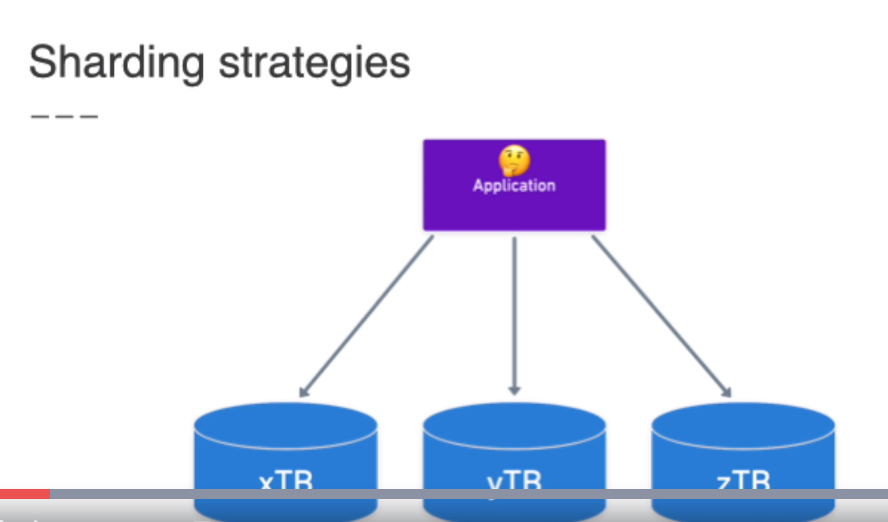 Sharding strategies
Application
xTB yTB zTB